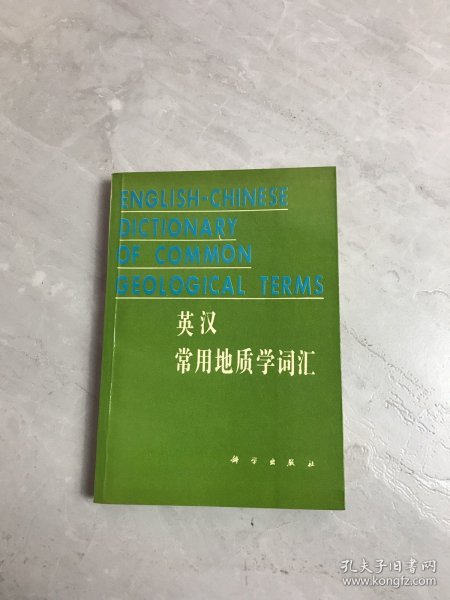 ENGLISH-CHINESE
DICTIONARY
OF COMMON
GEOLOGICAL TERMS
英汉
常用地质学词汇
科学出版社
孔夫子旧书网
www.kongfz.com